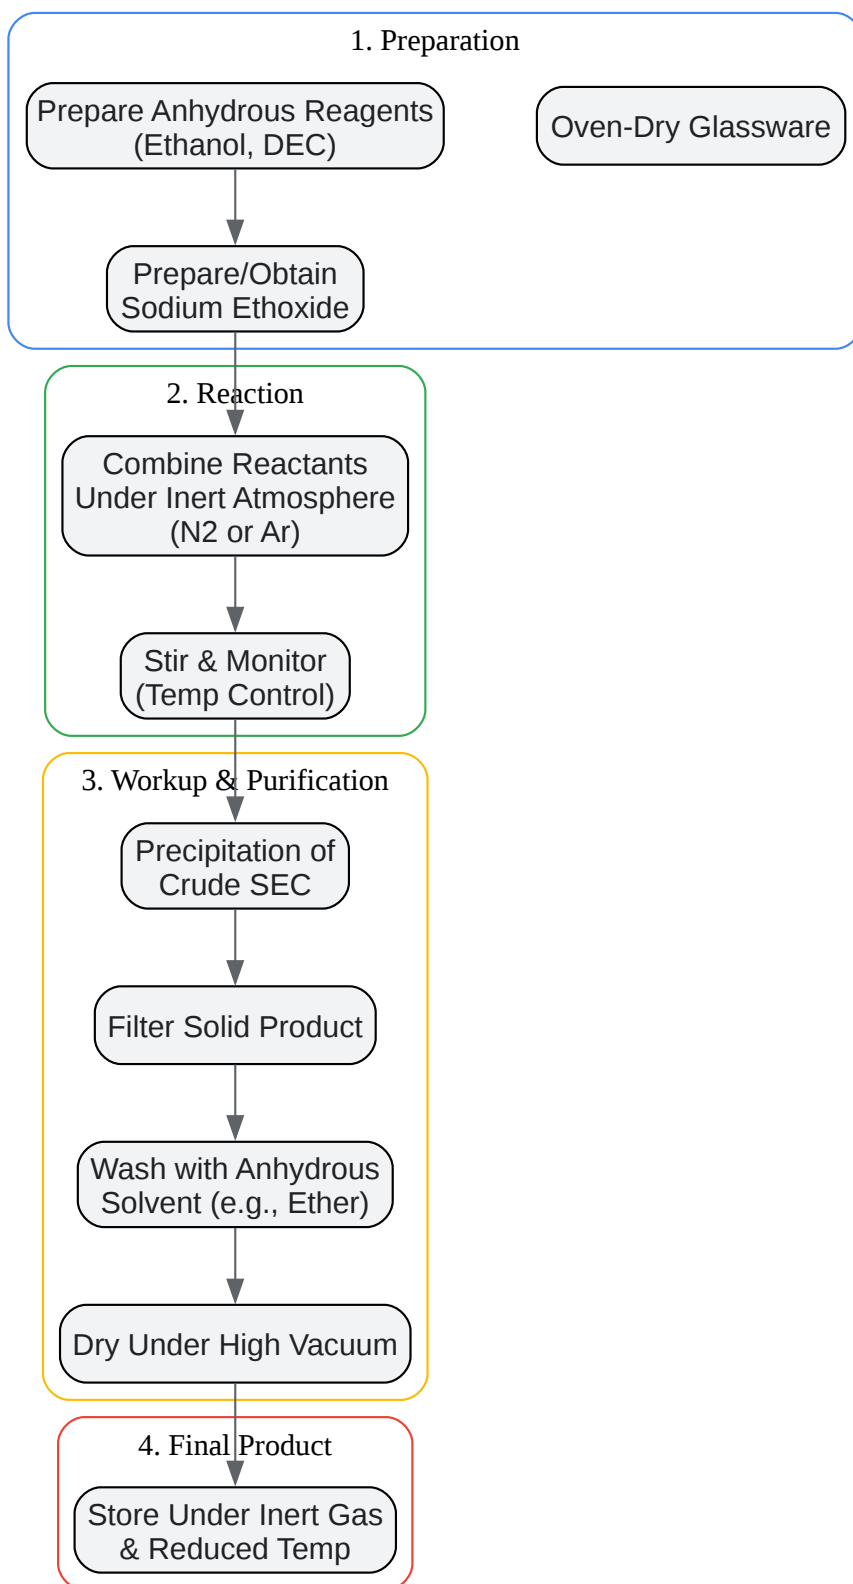 1. Preparation
Prepare Anhydrous Reagents
(Ethanol, DEC)
Oven-Dry Glassware
Prepare/Obtain
Sodium Ethoxide
2. Reaction
Combine Reactants
Under Inert Atmosphere
(N2 or Ar)
Stir & Monitor
(Temp Control)
3. Workup & Purification
Precipitation of
Crude SEC
Filter Solid Product
Wash with Anhydrous
Solvent (e.g., Ether)
Dry Under High Vacuum
4. Final Product
Store Under Inert Gas
& Reduced Temp